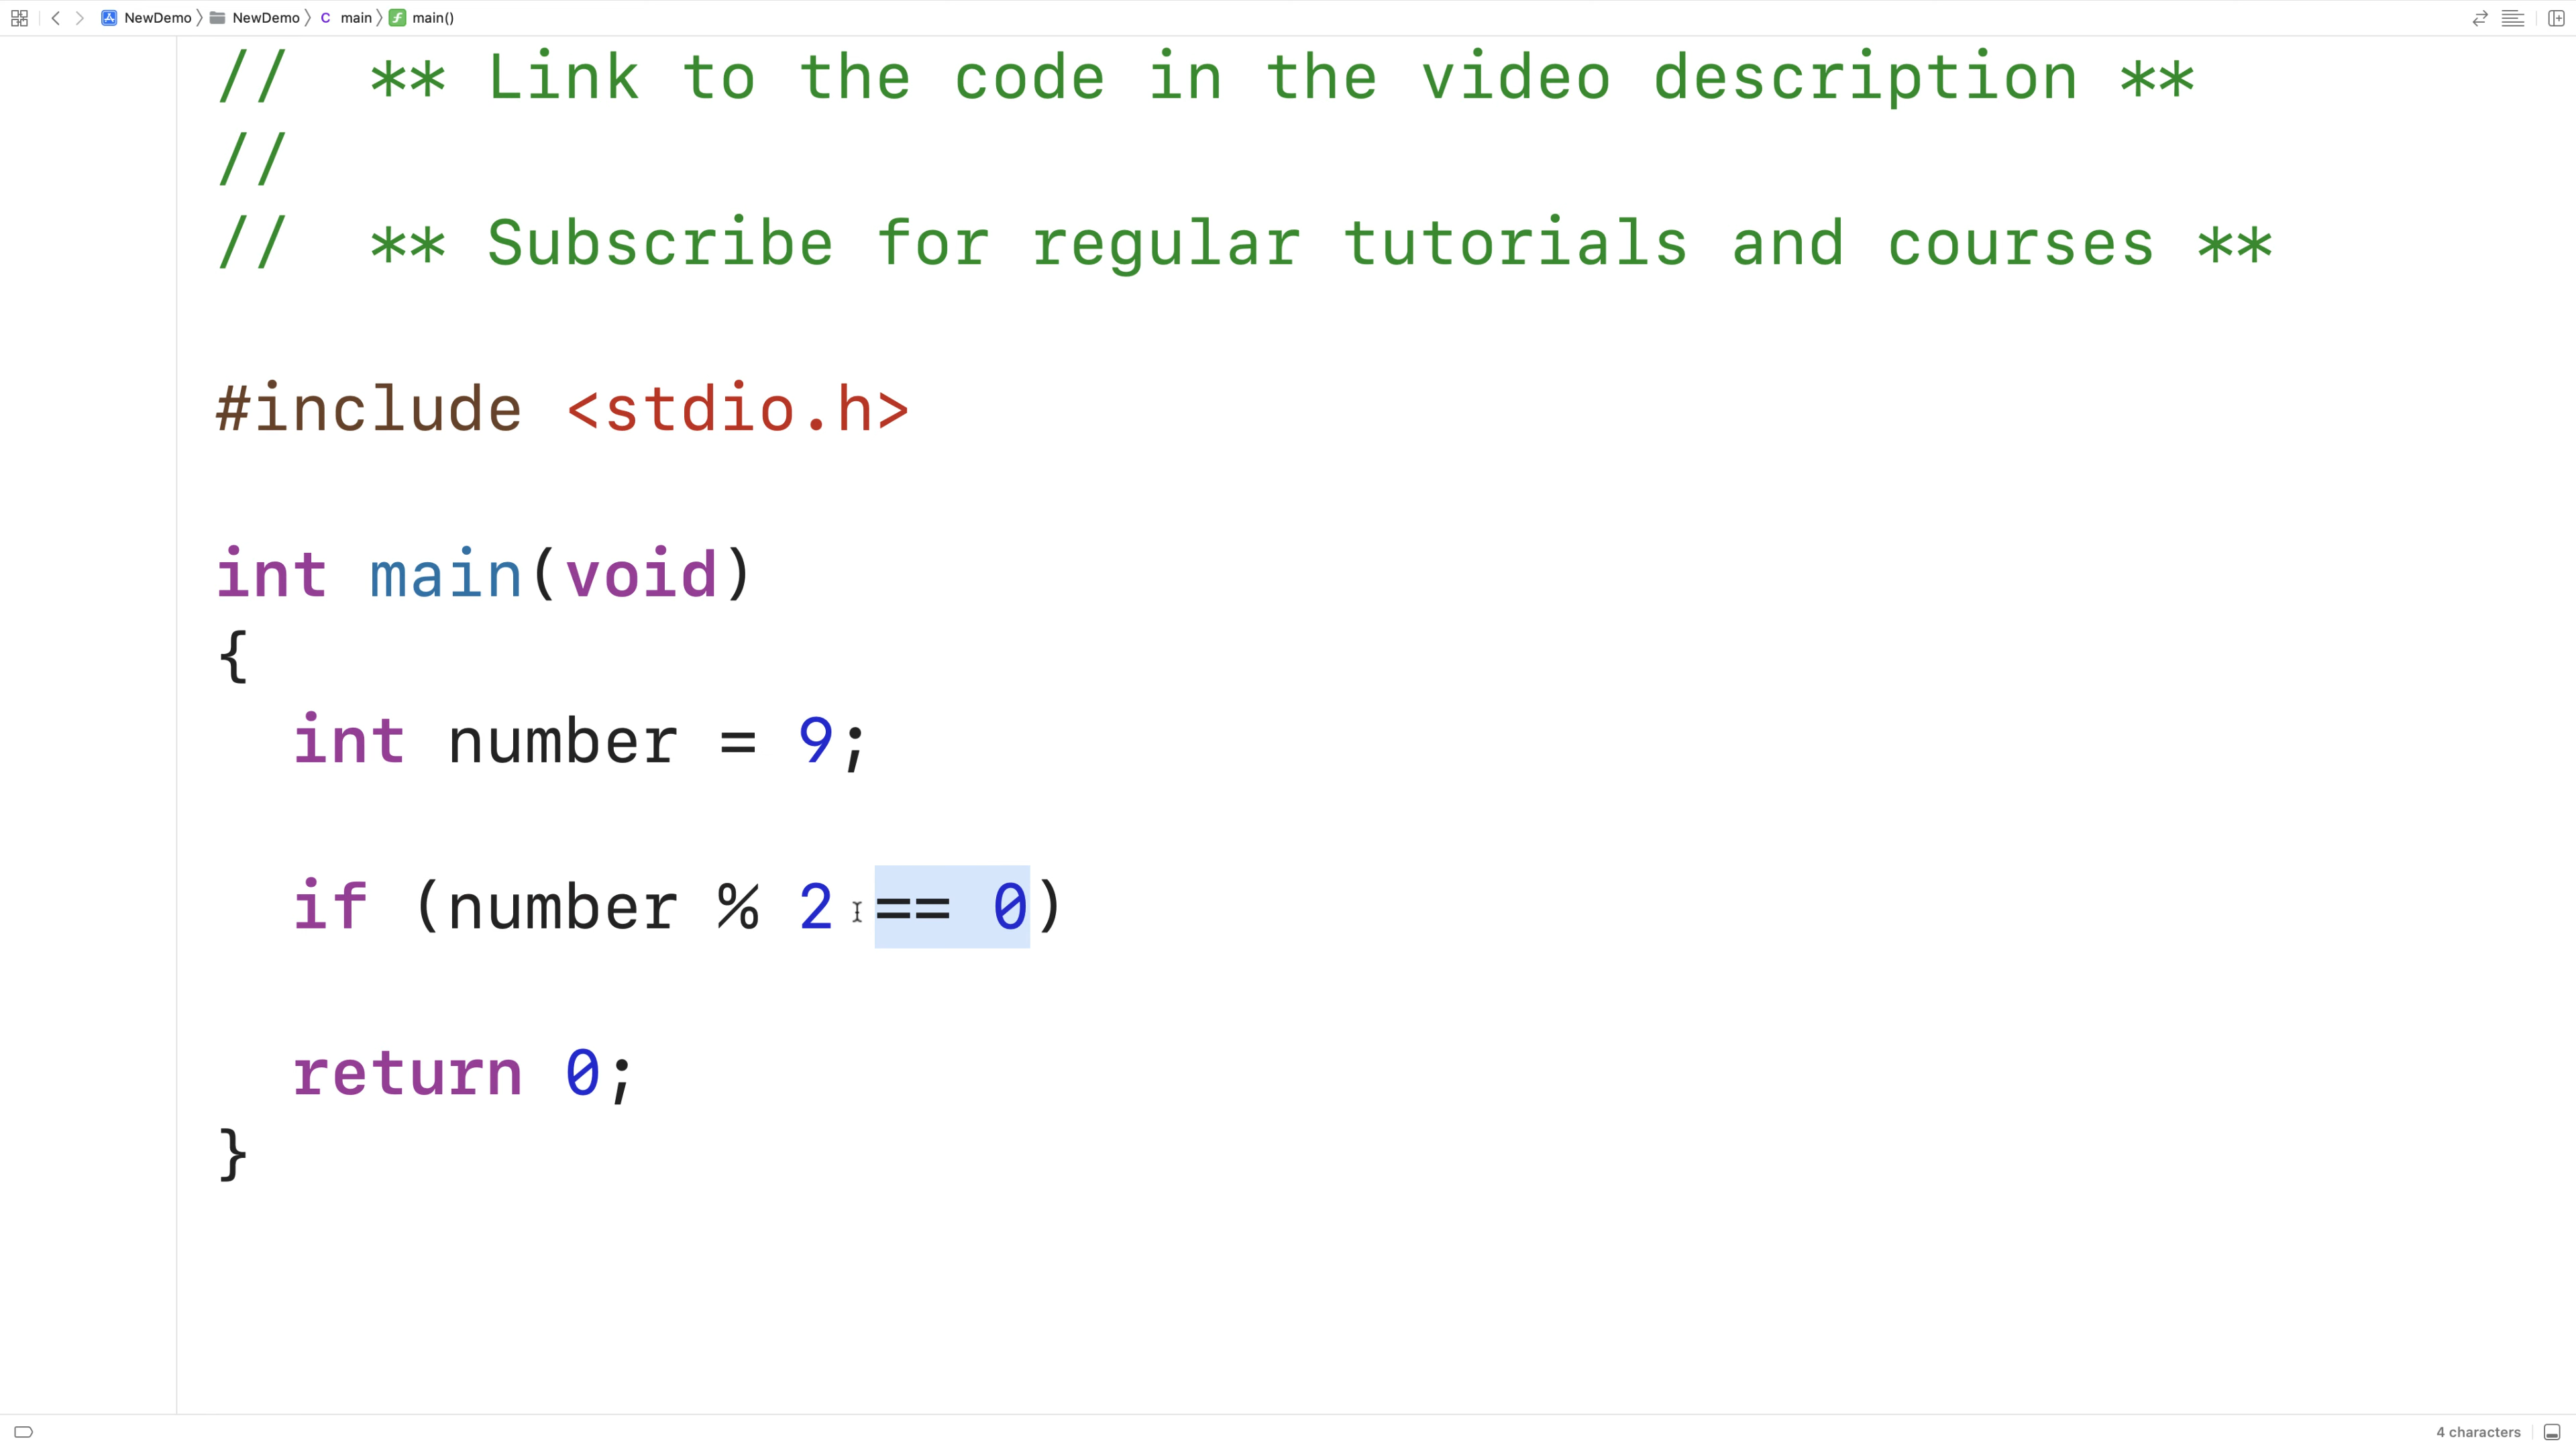 NewDemo 〉 NewDemo 〉 C main 〉 f main()
// ** Link to the code in the video description **
//
// ** Subscribe for regular tutorials and courses **
#include <stdio.h>
int main(void)
{
int number = 9;
if (number % 2 == 0)
return 0;
}
4 characters